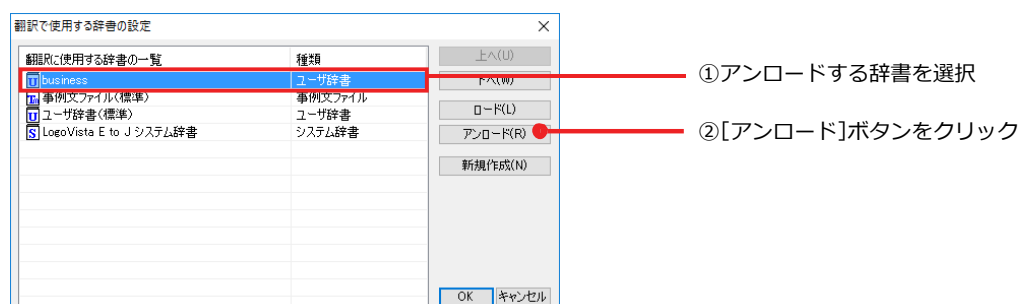 翻訳で使用する辞書の設定
翻訳に使用する辞書の一覧 種類
business ユーザ辞書
事例文ファイル(標準) 事例文ファイル
ユーザ辞書(標準) ユーザ辞書
LogoVista E to J システム辞書 システム辞書
上へ(U)
下へ(W)
ロード(L)
アンロード(R)
新規作成(N)
OK キャンセル
①アンロードする辞書を選択
②[アンロード]ボタンをクリック